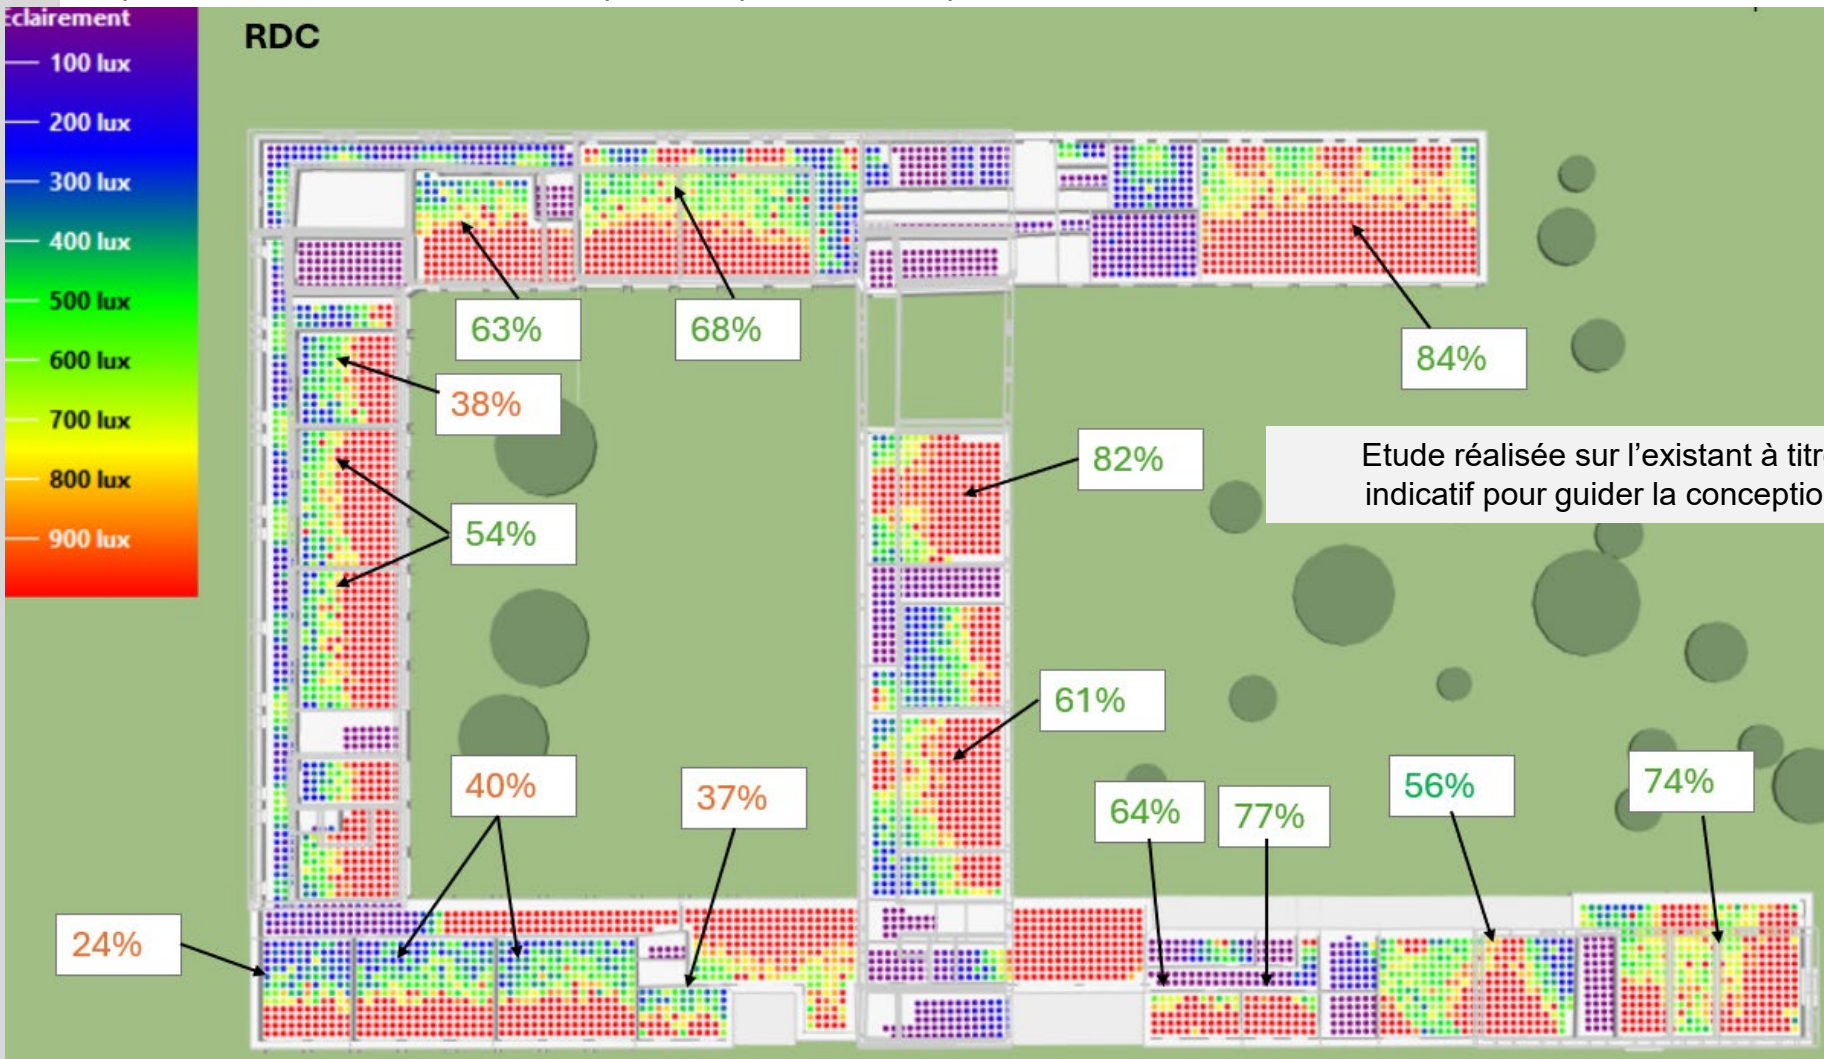 Eclairement
RDC
100 lux
200 lux
300 lux
400 lux
500 lux
600 lux
700 lux
800 lux
900 lux
63%
68%
84%
38%
82%
54%
Etude réalisée sur l’existant à titre
indicatif pour guider la conceptio
61%
40%
37%
64%
77%
56%
74%
24%